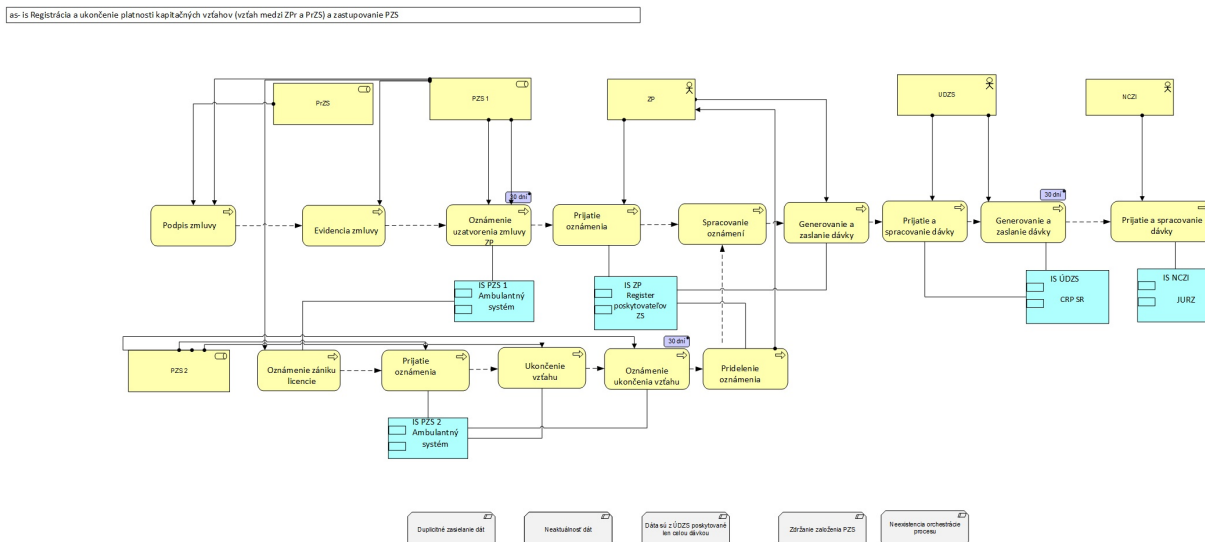 as- is Registrácia a ukončenie platnosti kapitačných vzťahov (vzťah medzi ZPr a PrZS) a zastupovanie PZS
PrZS
PZS 1
ZP
UDZS
NCZI
Podpis zmluvy
Evidencia zmluvy
30 dní
Oznámenie
uzatvorenia zmluvy
ZP
Prijatie
oznámenia
Spracovanie
oznámení
Generovanie a
zaslanie dávky
Prijatie a
spracovanie dávky
30 dní
Generovanie a
zaslanie dávky
Prijatie a spracovanie
dávky
IS PZS 1
Ambulantný
systém
IS ZP
Register
poskytovateľov
ZS
IS ÚDZS
CRP SR
IS NCZI
JURZ
PZS 2
Oznámenie zániku
licencie
Prijatie
oznámenia
Ukončenie
vzťahu
30 dní
Oznámenie
ukončenia vzťahu
Pridelenie
oznámenia
IS PZS 2
Ambulantný
systém
Duplicitné zasielanie dát
Neaktuálnosť dát
Dáta sú z ÚDZS poskytované
len celou dávkou
Zdržanie založenia PZS
Neexistencia orchestrácie
procesu